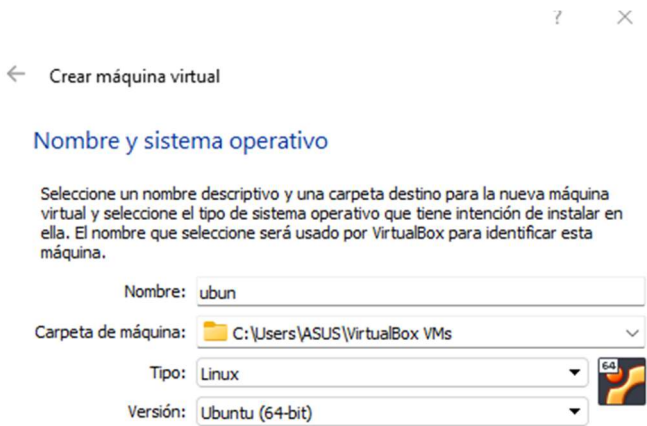 ?
Crear máquina virtual
Nombre y sistema operativo
Seleccione un nombre descriptivo y una carpeta destino para la nueva máquina
virtual y seleccione el tipo de sistema operativo que tiene intención de instalar en
ella. El nombre que seleccione será usado por VirtualBox para identificar esta
máquina.
Nombre: ubun
Carpeta de máquina: C:\Users\ASUS\VirtualBox VMs
Tipo: Linux
64
Versión: Ubuntu (64-bit)